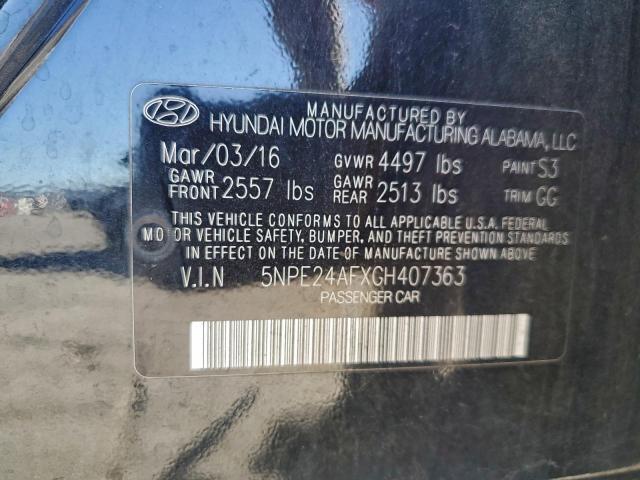 MANUFACTURED BY
HYUNDAI MOTOR MANUFACTURING ALABAMA, LLC
Mar/03/16 GVWR 4497 lbs PAINT S3
GAWR FRONT 2557 lbs GAWR REAR 2513 lbs TRIM GG
THIS VEHICLE CONFORMS TO ALL APPLICABLE U.S.A. FEDERAL
MOTOR VEHICLE SAFETY, BUMPER, AND THEFT PREVENTION STANDARDS
IN EFFECT ON THE DATE OF MANUFACTURE SHOWN ABOVE.
V.I.N 5NPE24AFXGH407363
PASSENGER CAR